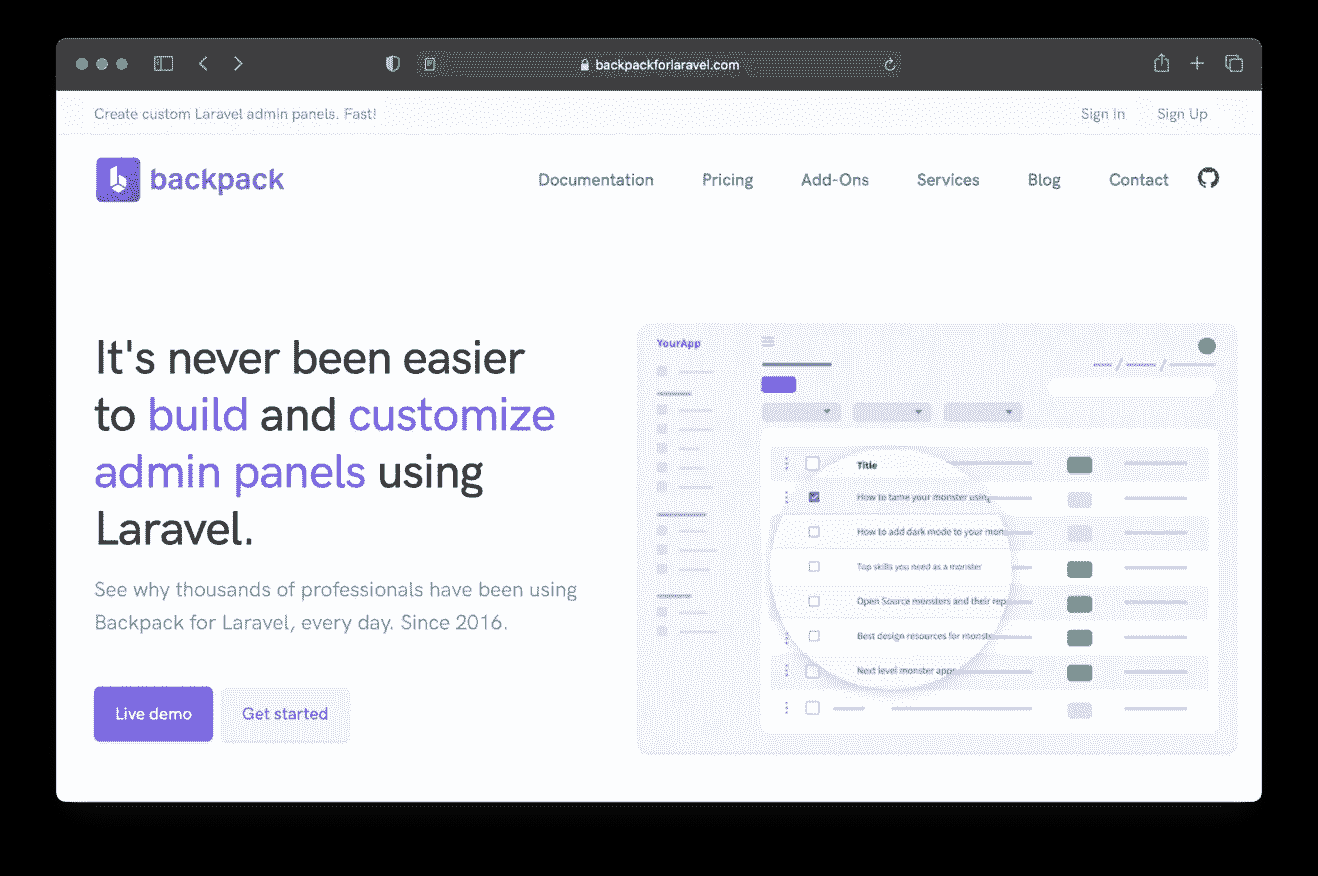 backpackforlaravel.com
Create custom Laravel admin panels. Fast!
Sign In
Sign Up
backpack
Documentation
Pricing
Add-Ons
Services
Blog
Contact
It's never been easier
to build and customize
admin panels using
Laravel.
See why thousands of professionals have been using
Backpack for Laravel, every day. Since 2016.
Live demo
Get started
YourApp
Title
How to tame your monster using
How to add dark mode to your mon
Top skills you need as a monster
Open Source monsters and their rep
Best design resources for monste
Next level monster apps